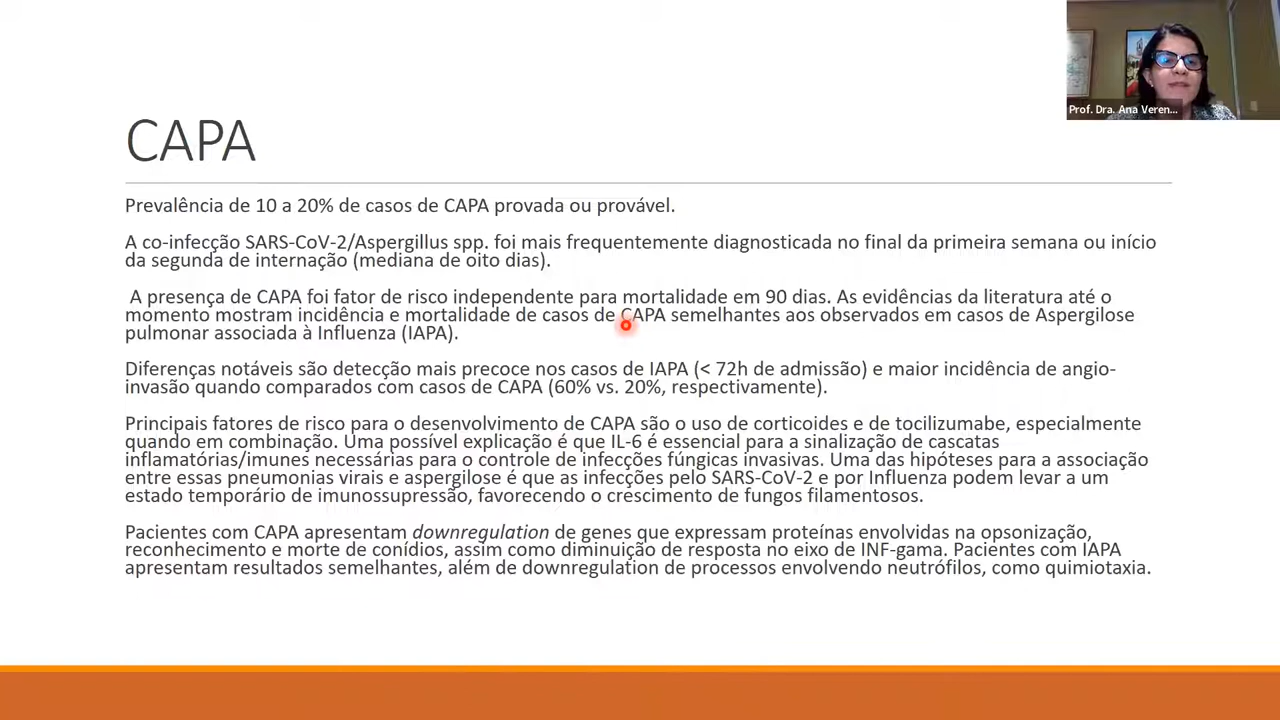 Prof. Dra. Ana Veren...
CAPA
Prevalência de 10 a 20% de casos de CAPA provada ou provável.
A co-infecção SARS-CoV-2/Aspergillus spp. foi mais frequentemente diagnosticada no final da primeira semana ou início
da segunda de internação (mediana de oito dias).
A presença de CAPA foi fator de risco independente para mortalidade em 90 dias. As evidências da literatura até o
momento mostram incidência e mortalidade de casos de CAPA semelhantes aos observados em casos de Aspergilose
pulmonar associada à Influenza (IAPA).
Diferenças notáveis são detecção mais precoce nos casos de IAPA (< 72h de admissão) e maior incidência de angio-
invasão quando comparados com casos de CAPA (60% vs. 20%, respectivamente).
Principais fatores de risco para o desenvolvimento de CAPA são o uso de corticoides e de tocilizumabe, especialmente
quando em combinação. Uma possível explicação é que IL-6 é essencial para a sinalização de cascatas
inflamatórias/imunes necessárias para o controle de infecções fúngicas invasivas. Uma das hipóteses para a associação
entre essas pneumonias virais e aspergilose é que as infecções pelo SARS-CoV-2 e por Influenza podem levar a um
estado temporário de imunossupressão, favorecendo o crescimento de fungos filamentosos.
Pacientes com CAPA apresentam downregulation de genes que expressam proteínas envolvidas na opsonização,
reconhecimento e morte de conídios, assim como diminuição de resposta no eixo de INF-gama. Pacientes com IAPA
apresentam resultados semelhantes, além de downregulation de processos envolvendo neutrófilos, como quimiotaxia.